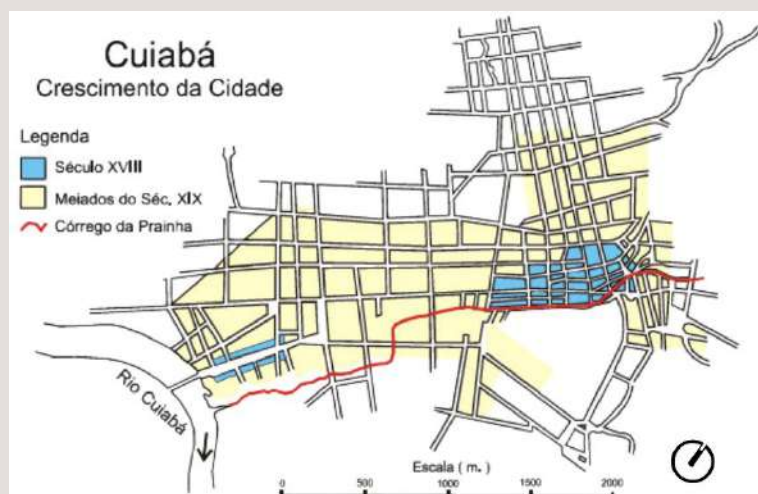 Cuiabá
Crescimento da Cidade
Legenda
Século XVIII
Meiados do Séc. XIX
Córrego da Prainha
Rio Cuiabá
Escala ( m. )
0 500 1000 1500 2000